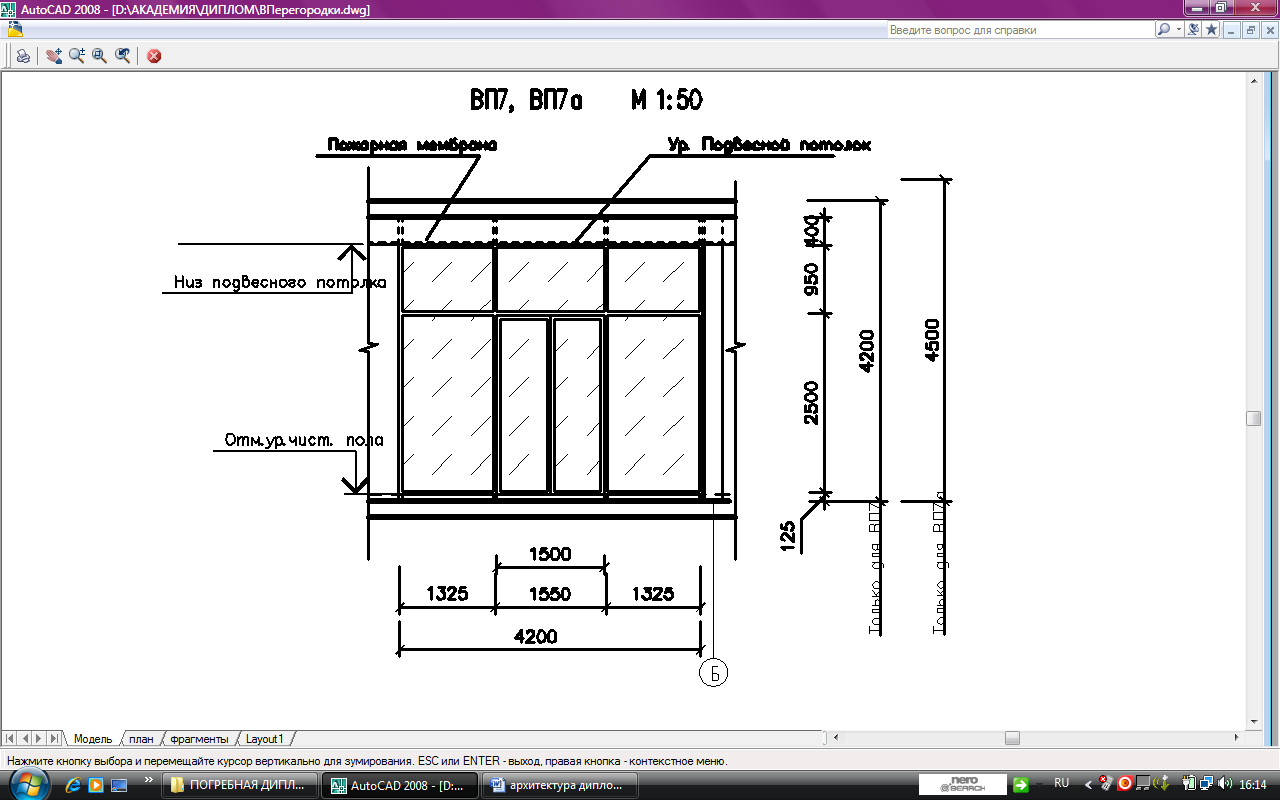 AutoCAD 2008 - [D:\АКАДЕМИЯ\ДИПЛОМ\ВПерегородки.dwg]
Введите вопрос для справки
ВП7, ВП7а М 1:50
Пожарная мембрана
Ур. Подвесной потолок
Низ подвесного потолка
Отм.ур.чист. пола
400
950
2500
125
4200
4500
Только для ВП7
Только для ВП7а
1500
1325 1550 1325
4200
Б
Модель план фрагменты Layout1
Нажмите кнопку выбора и перемещайте курсор вертикально для зумирования. ESC или ENTER - выход, правая кнопка - контекстное меню.
ПОГРЕБНАЯ ДИПЛ...
AutoCAD 2008 - [D:...
архитектура дипло...
nero
SEARCH
RU
16:14